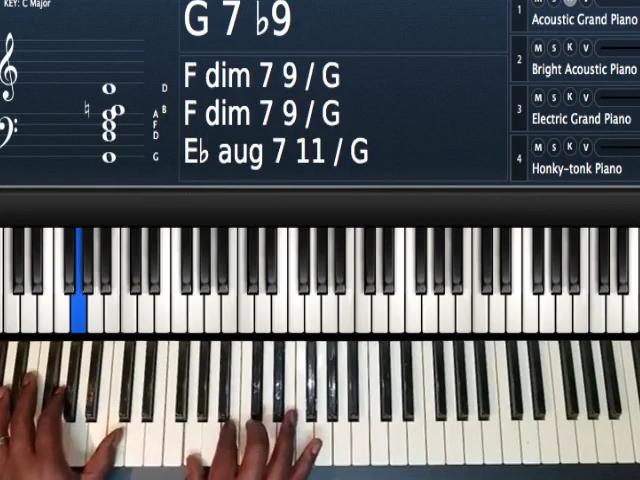 KEY: C Major
G 7 ♭9
F dim 7 9 / G
F dim 7 9 / G
E♭ aug 7 11 / G
D
A B
F
D
G
1 M S K V
Acoustic Grand Piano
2 M S K V
Bright Acoustic Piano
3 M S K V
Electric Grand Piano
4 M S K V
Honky-tonk Piano